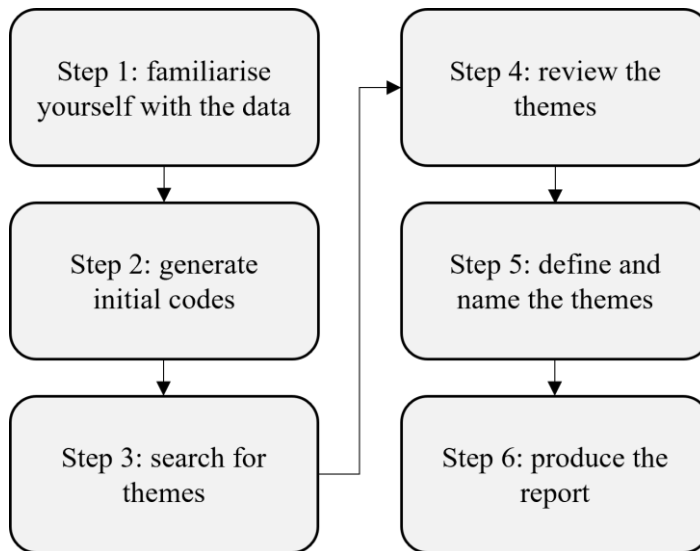 Step 1: familiarise
yourself with the data
Step 2: generate
initial codes
Step 3: search for
themes
Step 4: review the
themes
Step 5: define and
name the themes
Step 6: produce the
report